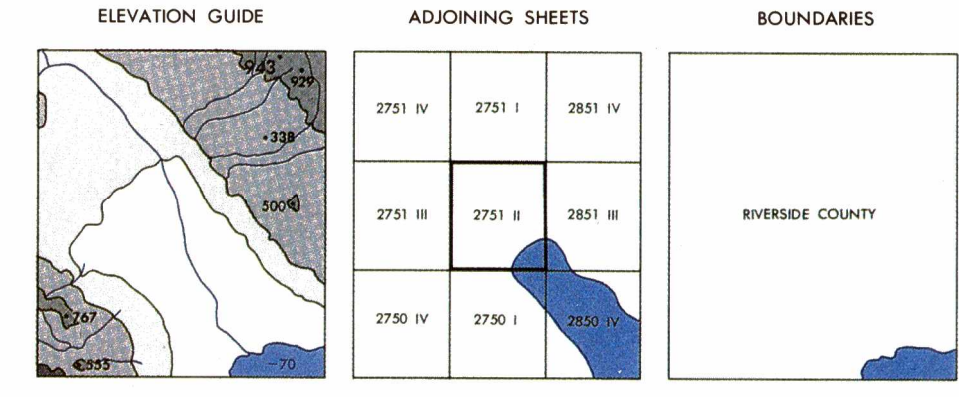 ELEVATION GUIDE
943
929
338
500
767
555
-70
ADJOINING SHEETS
2751 IV 2751 I 2851 IV
2751 III 2751 II 2851 III
2750 IV 2750 I 2850 IV
BOUNDARIES
RIVERSIDE COUNTY